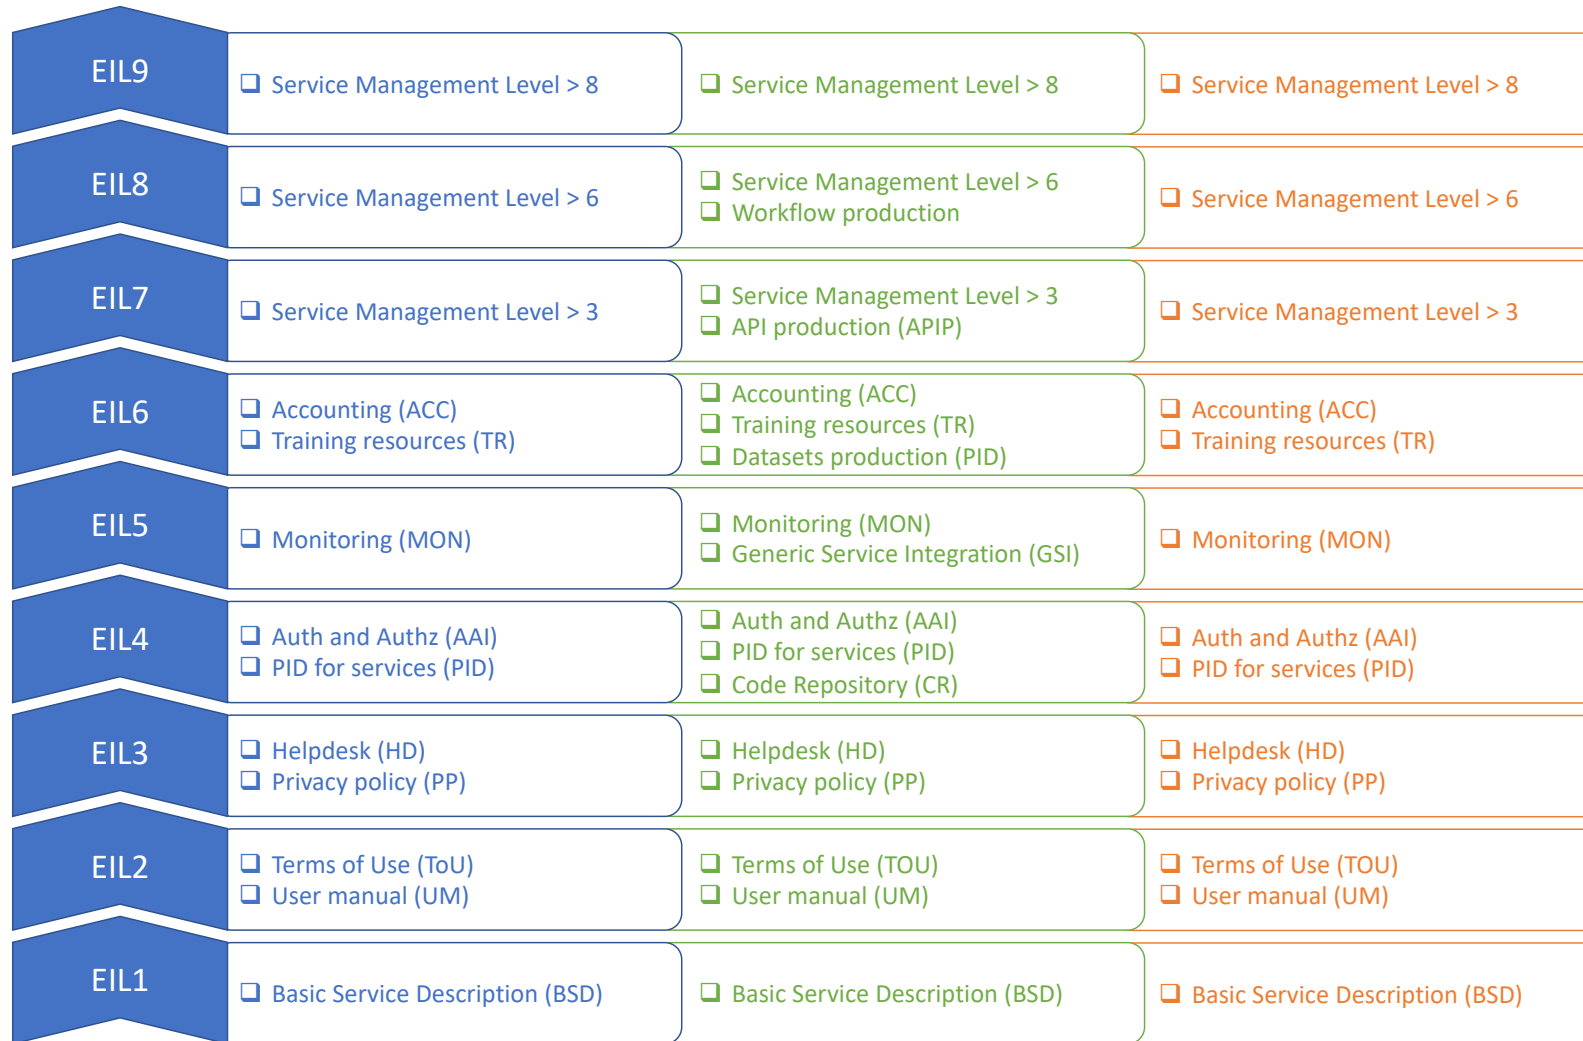 EIL9
Service Management Level > 8
Service Management Level > 8
Service Management Level > 8
EIL8
Service Management Level > 6
Service Management Level > 6
Workflow production
Service Management Level > 6
EIL7
Service Management Level > 3
Service Management Level > 3
API production (APIP)
Service Management Level > 3
EIL6
Accounting (ACC)
Training resources (TR)
Accounting (ACC)
Training resources (TR)
Datasets production (PID)
Accounting (ACC)
Training resources (TR)
EIL5
Monitoring (MON)
Monitoring (MON)
Generic Service Integration (GSI)
Monitoring (MON)
EIL4
Auth and Authz (AAI)
PID for services (PID)
Auth and Authz (AAI)
PID for services (PID)
Code Repository (CR)
Auth and Authz (AAI)
PID for services (PID)
EIL3
Helpdesk (HD)
Privacy policy (PP)
Helpdesk (HD)
Privacy policy (PP)
Helpdesk (HD)
Privacy policy (PP)
EIL2
Terms of Use (ToU)
User manual (UM)
Terms of Use (TOU)
User manual (UM)
Terms of Use (TOU)
User manual (UM)
EIL1
Basic Service Description (BSD)
Basic Service Description (BSD)
Basic Service Description (BSD)